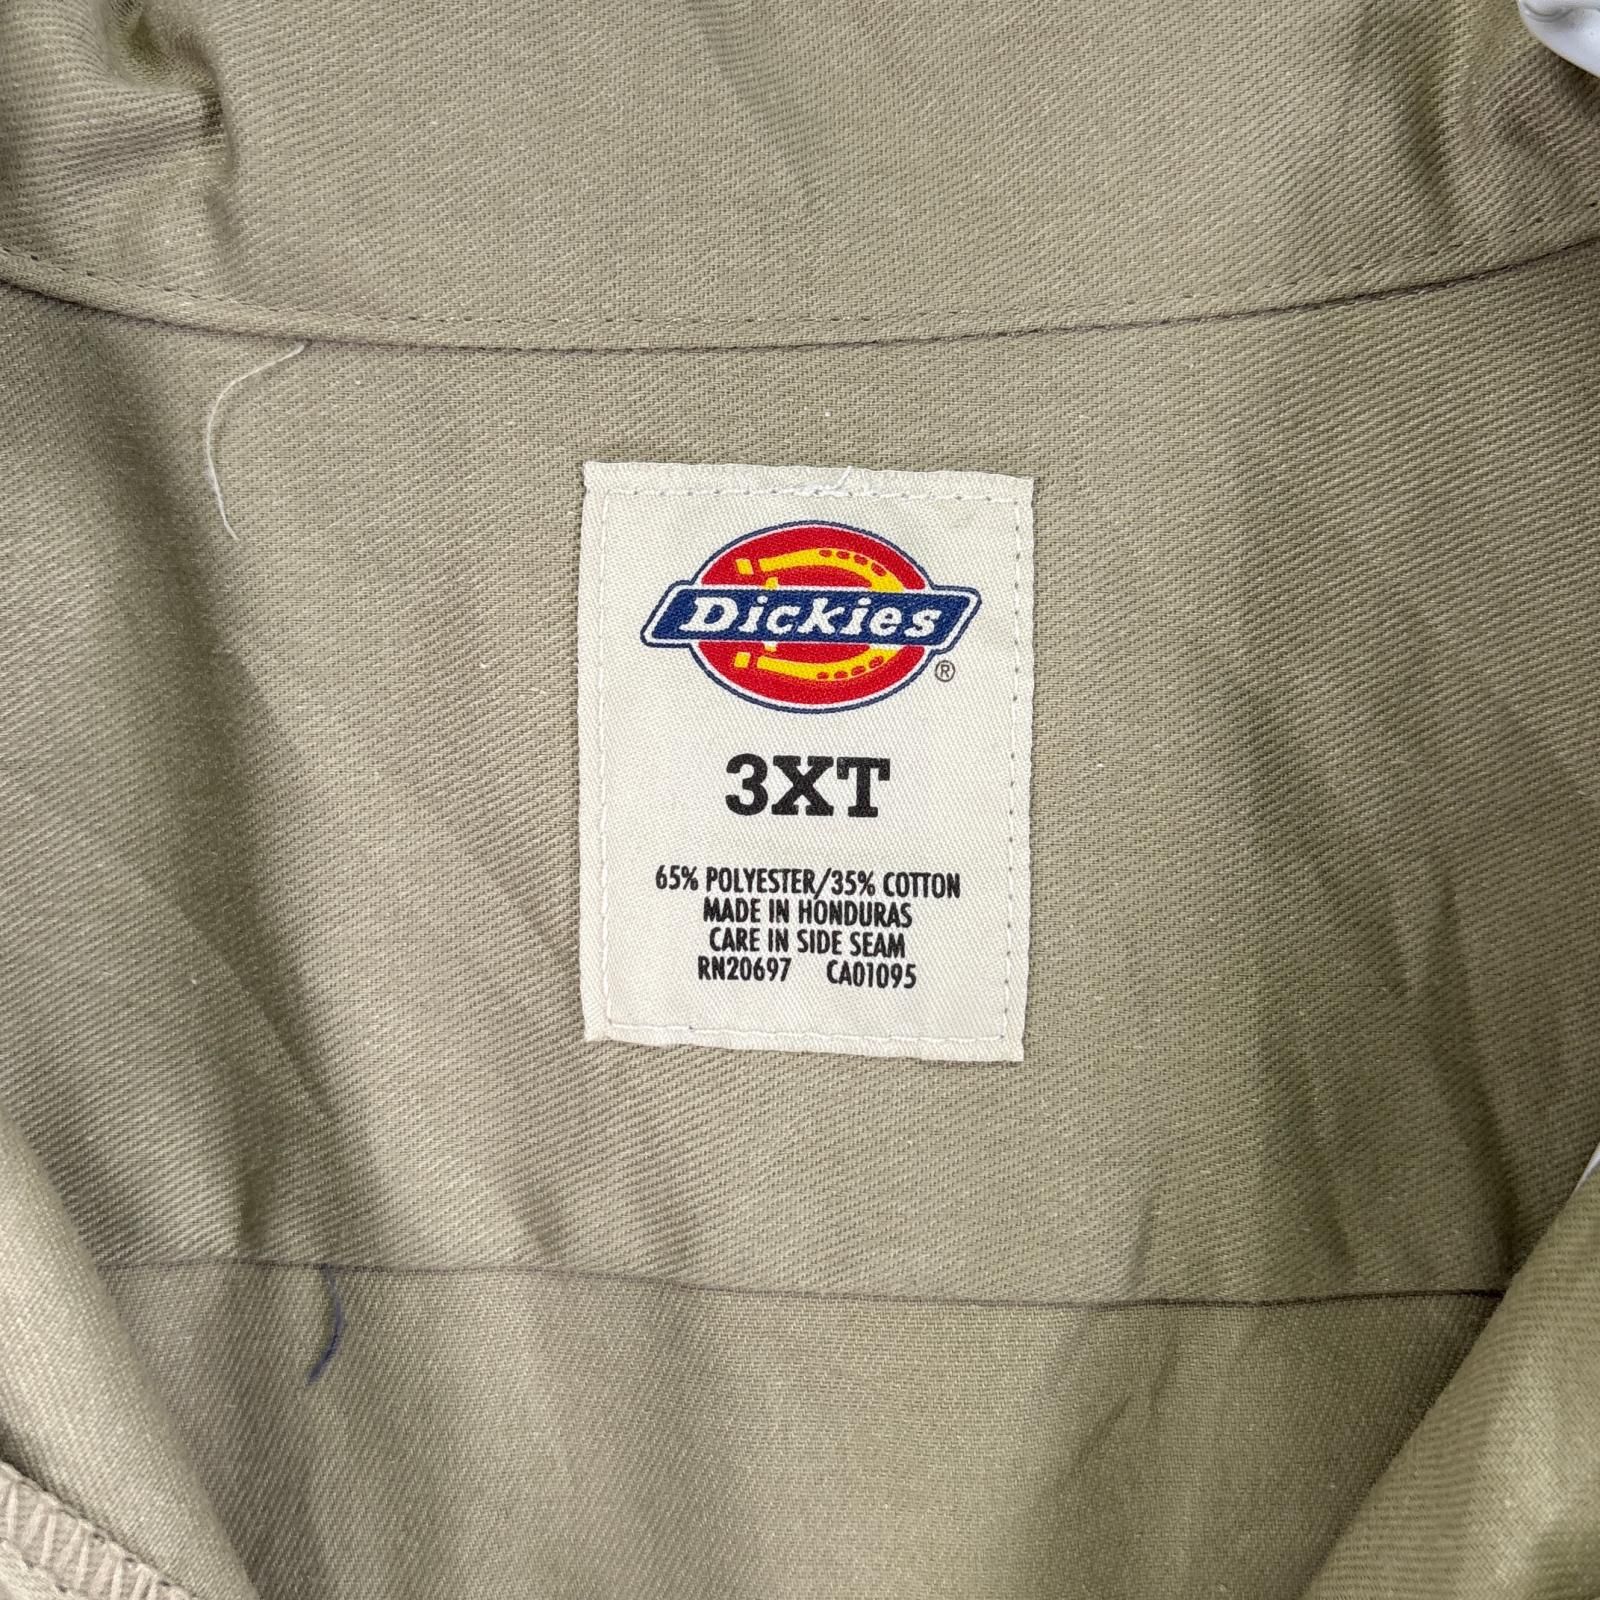 Dickies
®
3XT
65% POLYESTER/35% COTTON
MADE IN HONDURAS
CARE IN SIDE SEAM
RN20697 CA01095